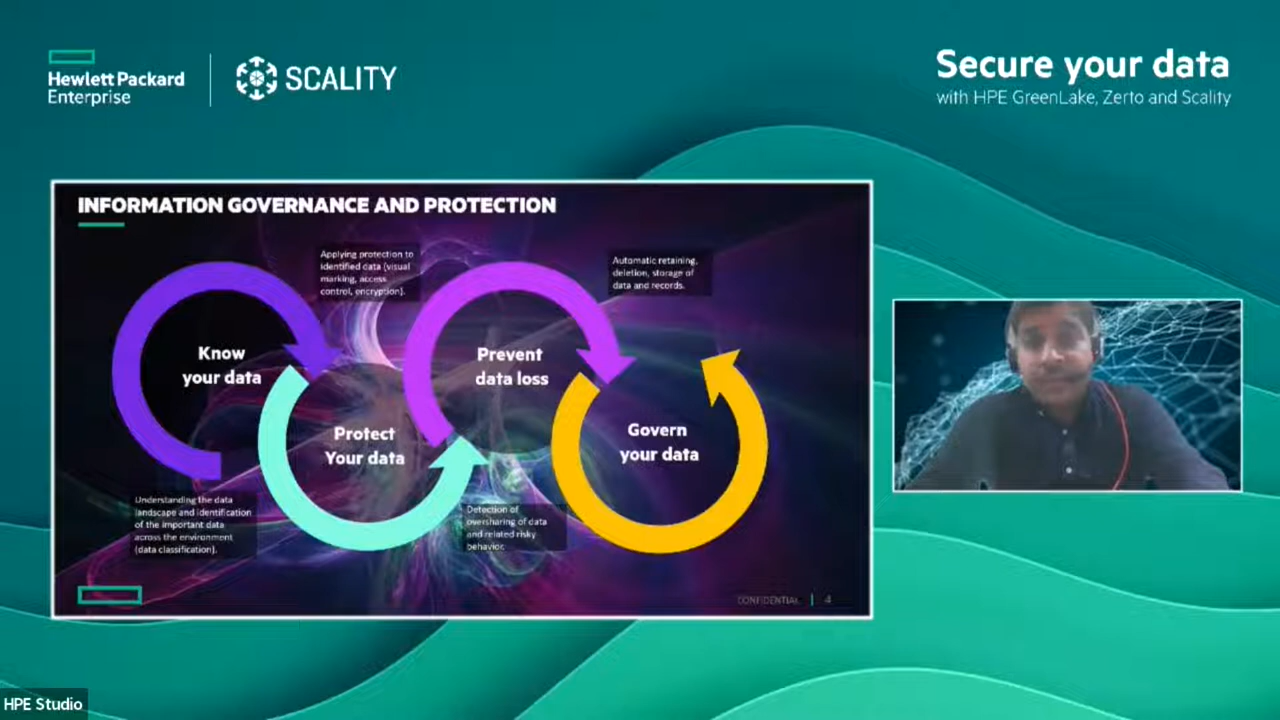 Hewlett Packard
Enterprise
SCALITY
Secure your data
with HPE GreenLake, Zerto and Scality
INFORMATION GOVERNANCE AND PROTECTION
Applying protection to
identified data (visual
marking, access
control, encryption).
Automatic retaining,
deletion, storage of
data and records.
Know
your data
Prevent
data loss
Protect
Your data
Govern
your data
Understanding the data
landscape and identification
of the important data
across the environment
(data classification).
Detection of
oversharing of data
and related risky
behavior.
CONFIDENTIAL | 4
HPE Studio